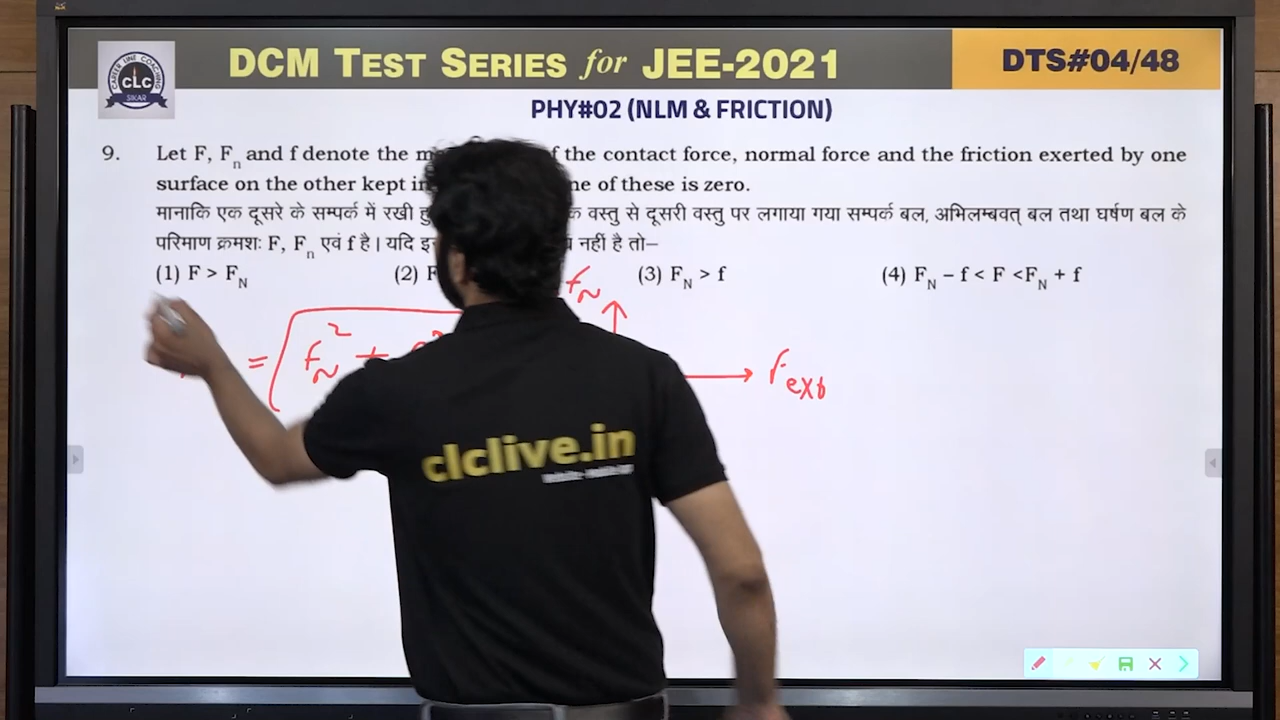 CAREER LINE COACHING
CLC
SIKAR
DCM TEST SERIES for JEE-2021
DTS#04/48
PHY#02 (NLM & FRICTION)
9. Let F, Fn and f denote the m f the contact force, normal force and the friction exerted by one
surface on the other kept in ne of these is zero.
मानाकि एक दूसरे के सम्पर्क में रखी क वस्तु से दूसरी वस्तु पर लगाया गया सम्पर्क बल, अभिलम्बवत् बल तथा घर्षण बल के
परिमाण क्रमशः F, Fn एवं f है। यदि नहीं है तो–
(1) F > FN (2) F (3) FN > f (4) FN – f < F <FN + f
fN
= fN² +
Fext
clclive.in